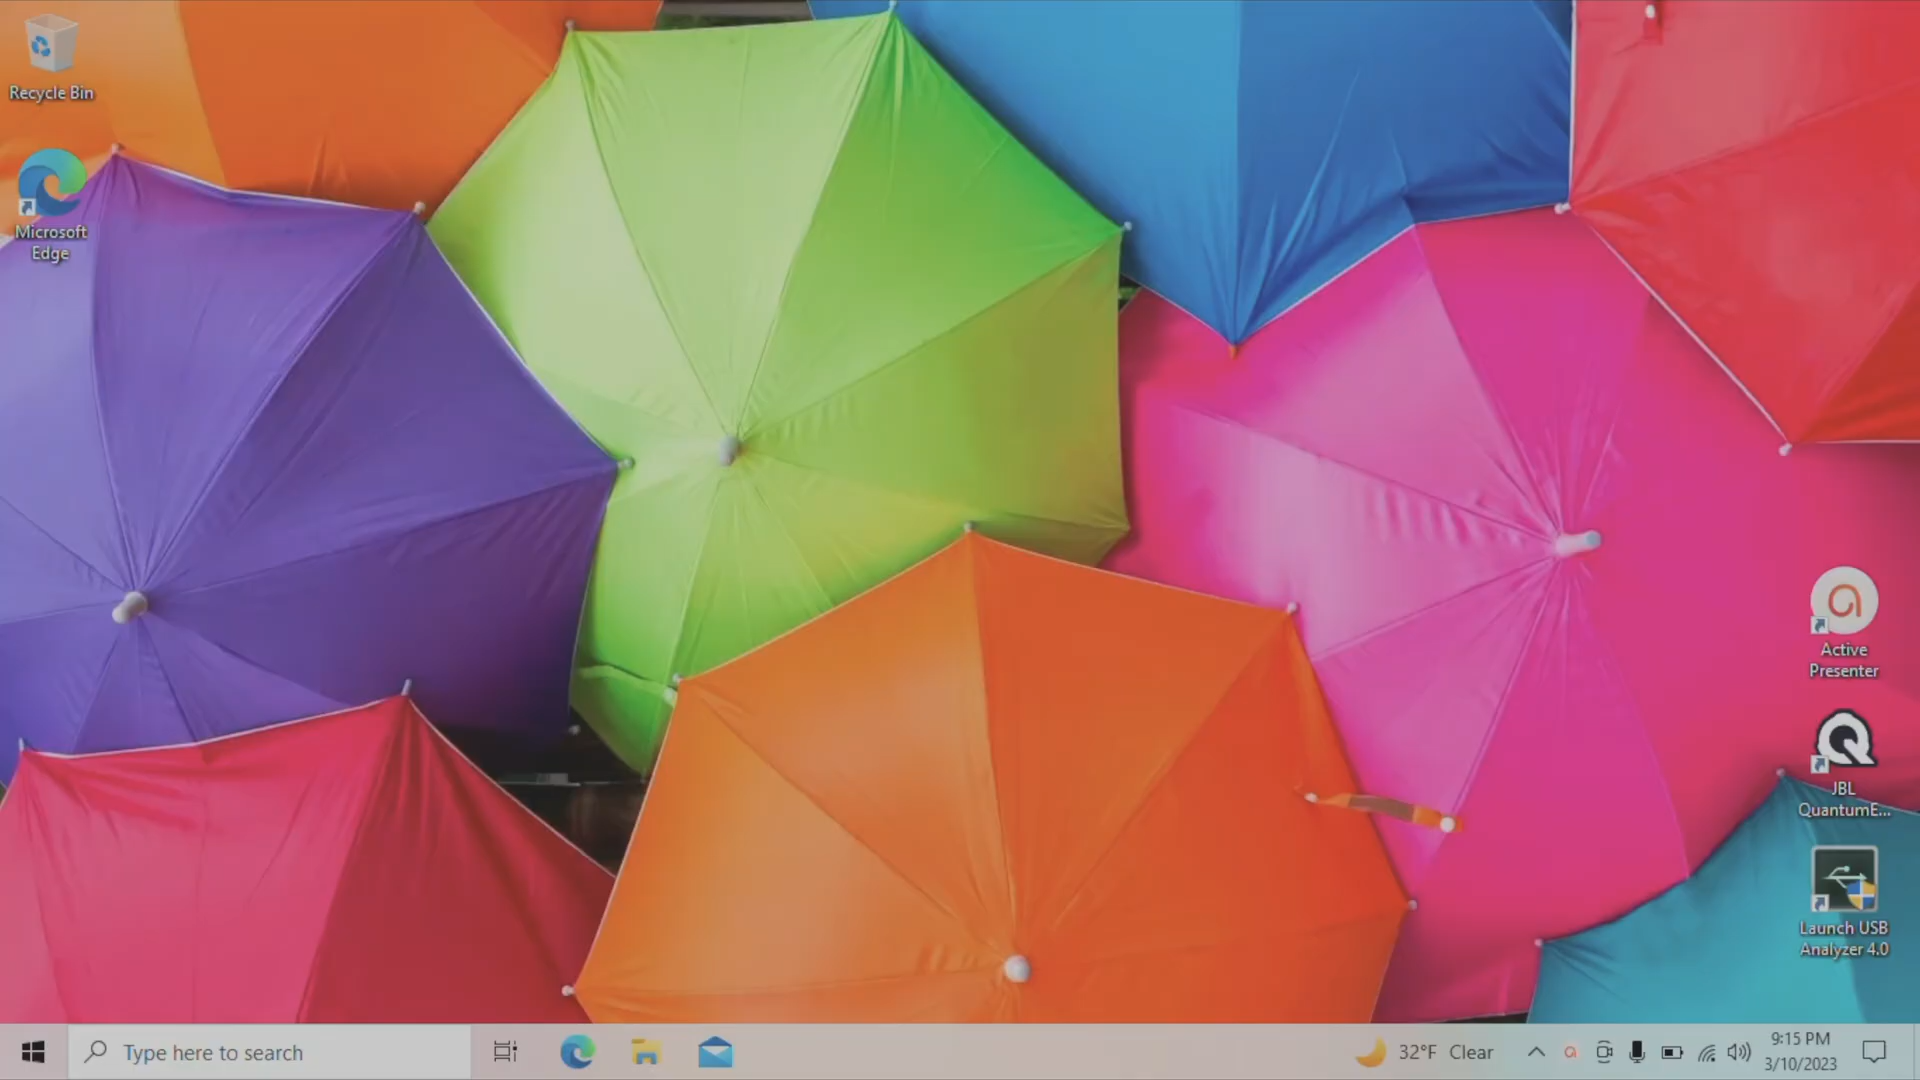 Recycle Bin
Microsoft
Edge
Active
Presenter
JBL
QuantumE...
Launch USB
Analyzer 4.0
Type here to search
32°F Clear
9:15 PM
3/10/2023